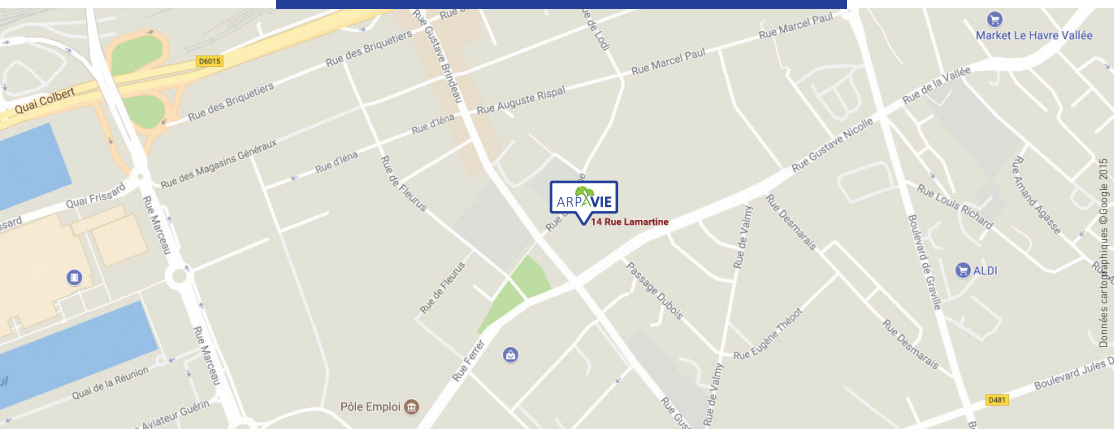 Rue Marcel Paul
Market Le Havre Vallée
Rue de Lodi
Rue Gustave Brindeau
Rue des Briquetiers
D6015
Rue Marcel Paul
Rue de la Vallée
Quai Colbert
Rue des Briquetiers
Rue Auguste Rispal
Rue d'Iéna
Rue Gustave Nicolle
Rue des Magasins Généraux
Rue d'Iéna
Rue de Fleurus
Quai Frissard
ssard
Rue Marceau
ARPAVIE
14 Rue Lamartine
Rue Desmarais
Rue de Valmy
Rue Louis Richard
Rue Amand Agasse
Boulevard de Graville
ALDI
Rue de Fleurus
Passage Dubois
Rue Eugène Thépot
Rue Desmarais
Rue Marceau
Rue Ferrer
Quai de la Réunion
Rue de Valmy
Boulevard Jules D
D481
Pôle Emploi
Aviateur Guérin
Rue Gus
Données cartographiques ©Google 2015